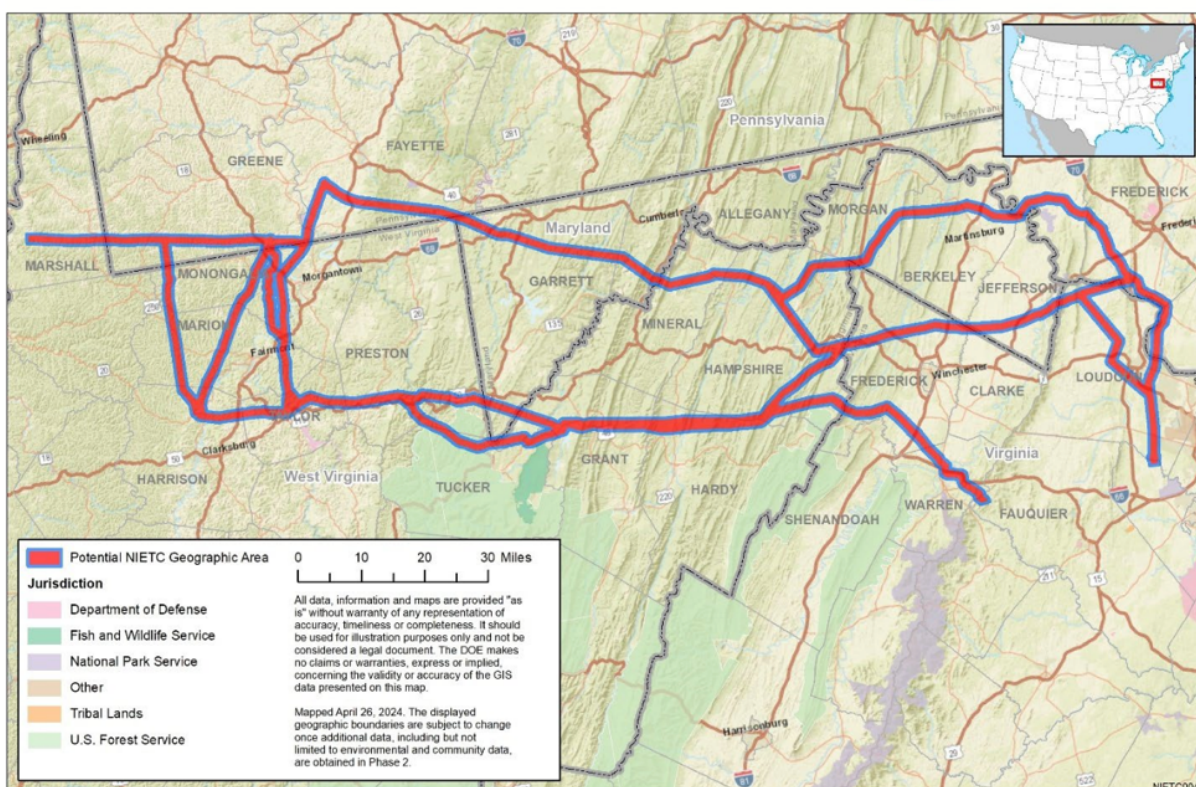 Pennsylvania
Wheeling
GREENE
FAYETTE
Pennsylvania
West Virginia
Maryland
ALLEGANY
MORGAN
FREDERICK
Martinsburg
MARSHALL
Morgantown
GARRETT
BERKELEY
JEFFERSON
MARION
MINERAL
Fairmont
PRESTON
HAMPSHIRE
FREDERICK
Winchester
CLARKE
Clarksburg
West Virginia
GRANT
Virginia
HARRISON
TUCKER
HARDY
WARREN
FAUQUIER
SHENANDOAH
Harrisonburg
Potential NIETC Geographic Area
Jurisdiction
Department of Defense
Fish and Wildlife Service
National Park Service
Other
Tribal Lands
U.S. Forest Service
0 10 20 30 Miles
All data, information and maps are provided "as
is" without warranty of any representation of
accuracy, timeliness or completeness. It should
be used for illustration purposes only and not be
considered a legal document. The DOE makes
no claims or warranties, express or implied,
concerning the validity or accuracy of the GIS
data presented on this map.
Mapped April 26, 2024. The displayed
geographic boundaries are subject to change
once additional data, including but not
limited to environmental and community data,
are obtained in Phase 2.